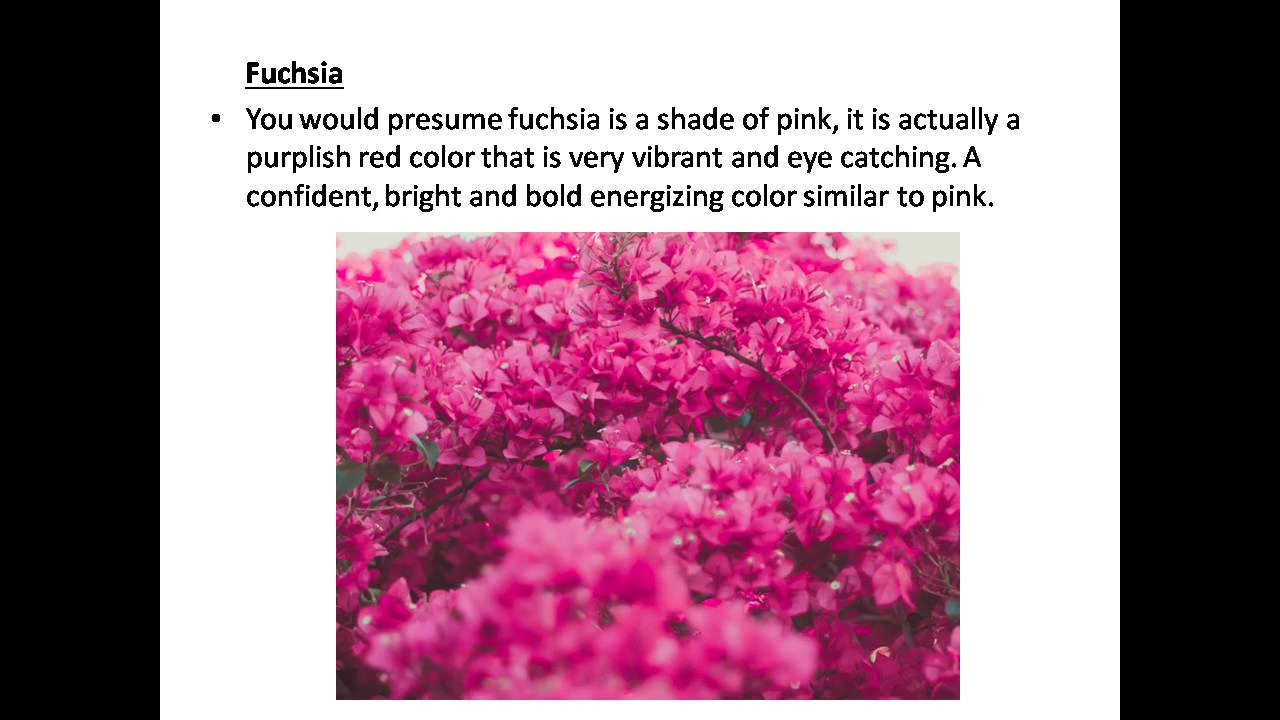 Fuchsia
• You would presume fuchsia is a shade of pink, it is actually a
purplish red color that is very vibrant and eye catching. A
confident, bright and bold energizing color similar to pink.